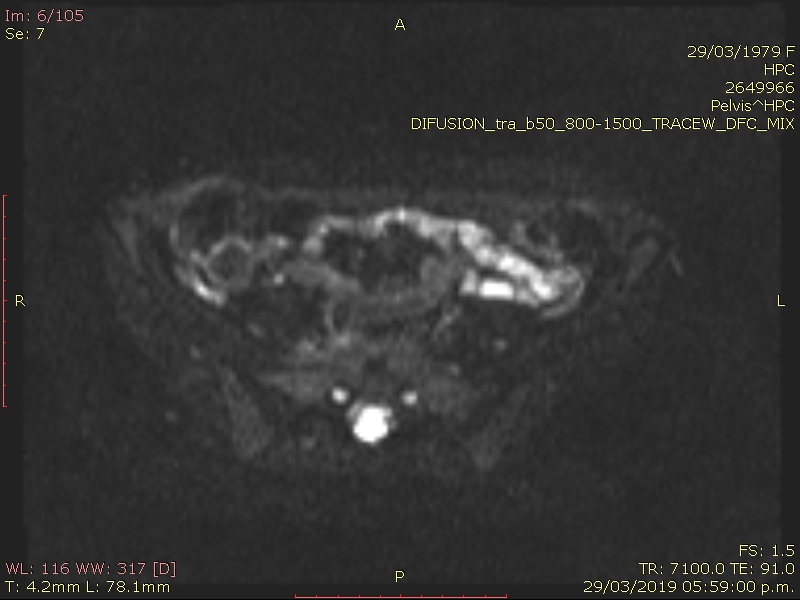 Im: 6/105
Se: 7
A
29/03/1979 F
HPC
2649966
Pelvis^HPC
DIFUSION_tra_b50_800-1500_TRACEW_DFC_MIX
R
L
WL: 116 WW: 317 [D]
T: 4.2mm L: 78.1mm
P
FS: 1.5
TR: 7100.0 TE: 91.0
29/03/2019 05:59:00 p.m.